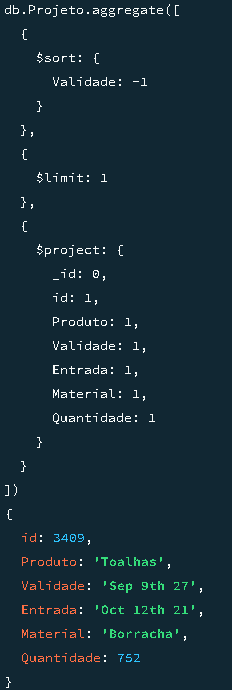 db.Projeto.aggregate([
  {
    $sort: {
      Validade: -1
    }
  },
  {
    $limit: 1
  },
  {
    $project: {
      _id: 0,
      id: 1,
      Produto: 1,
      Validade: 1,
      Entrada: 1,
      Material: 1,
      Quantidade: 1
    }
  }
])
{
  id: 3409,
  Produto: 'Toalhas',
  Validade: 'Sep 9th 27',
  Entrada: 'Oct 12th 21',
  Material: 'Borracha',
  Quantidade: 752
}